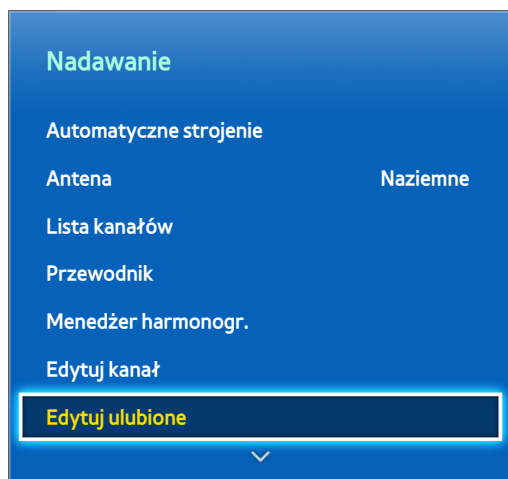 Nadawanie
Automatyczne strojenie
Antena Naziemne
Lista kanałów
Przewodnik
Menedżer harmonogr.
Edytuj kanał
Edytuj ulubione